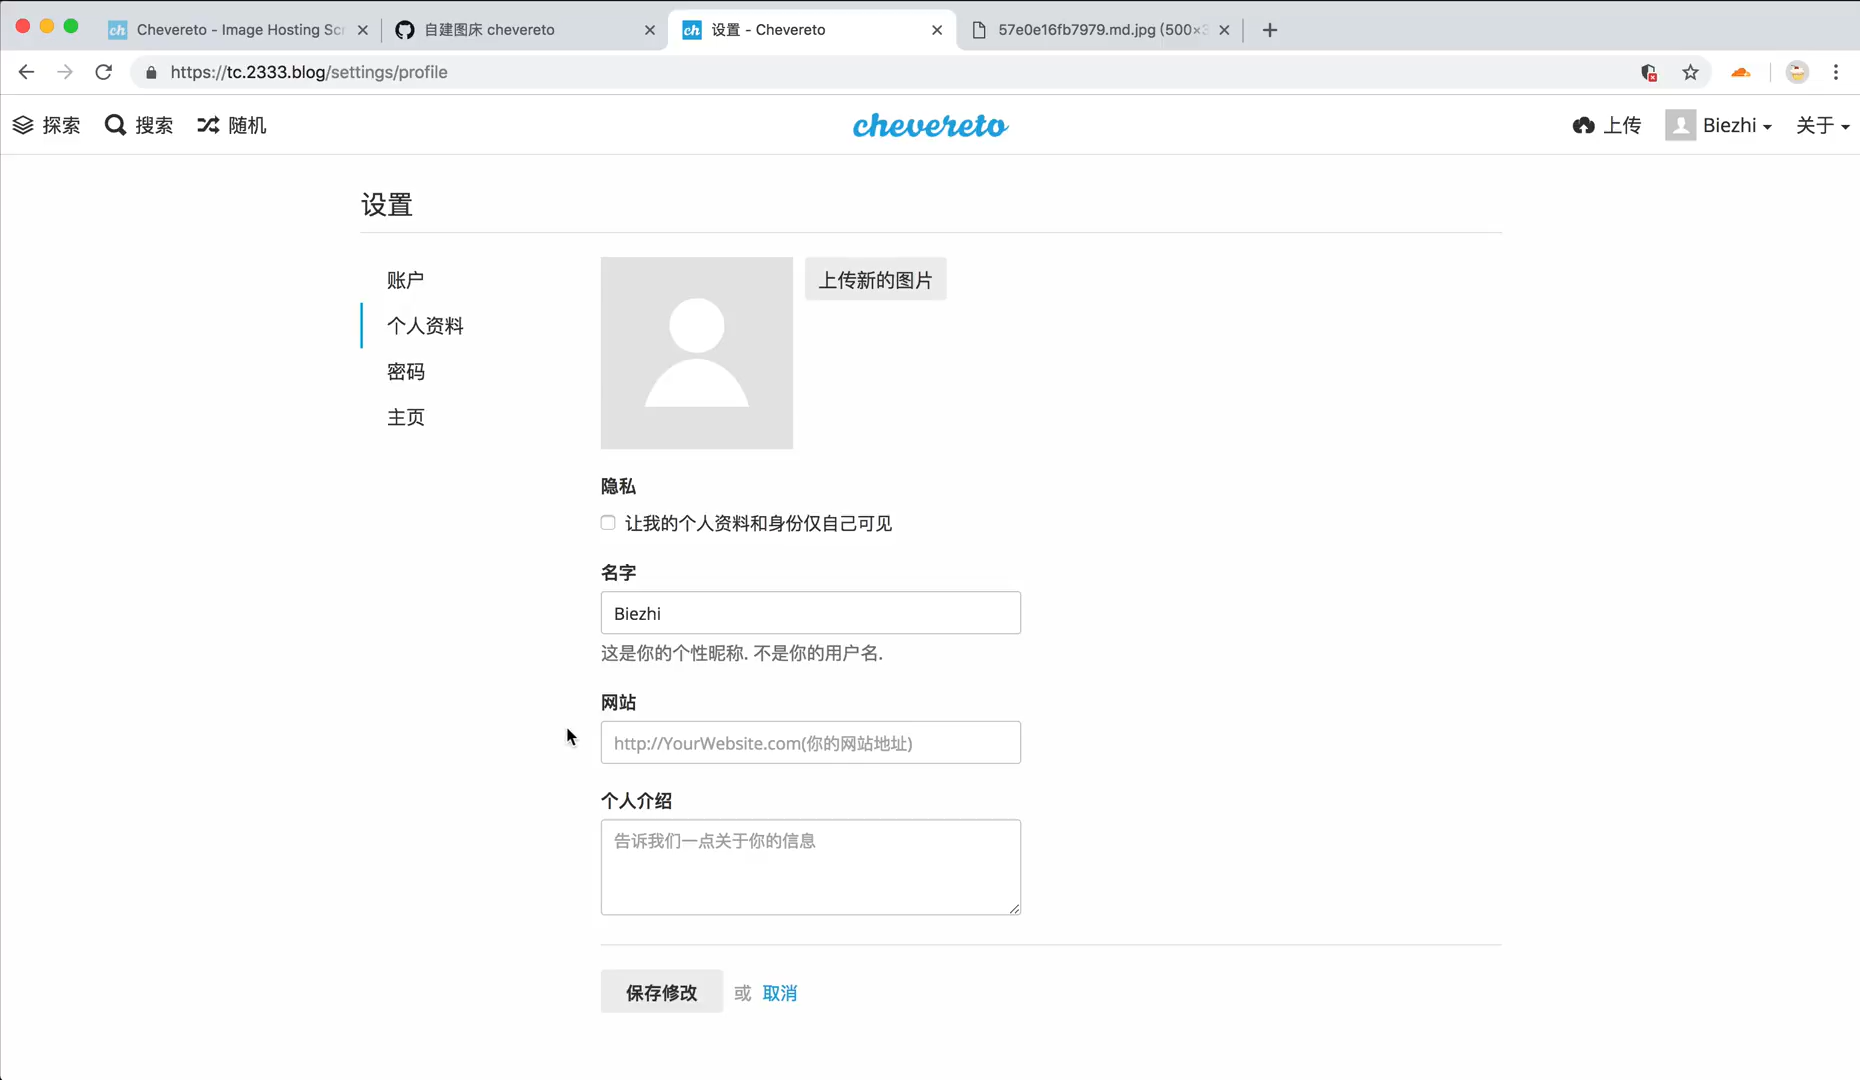 Chevereto - Image Hosting Scr
自建图床 chevereto
设置 - Chevereto
57e0e16fb7979.md.jpg (500×3
https://tc.2333.blog/settings/profile
探索 搜索 随机
chevereto
上传 Biezhi 关于
设置
账户
个人资料
密码
主页
上传新的图片
隐私
让我的个人资料和身份仅自己可见
名字
Biezhi
这是你的个性昵称. 不是你的用户名.
网站
http://YourWebsite.com(你的网站地址)
个人介绍
告诉我们一点关于你的信息
保存修改 或 取消